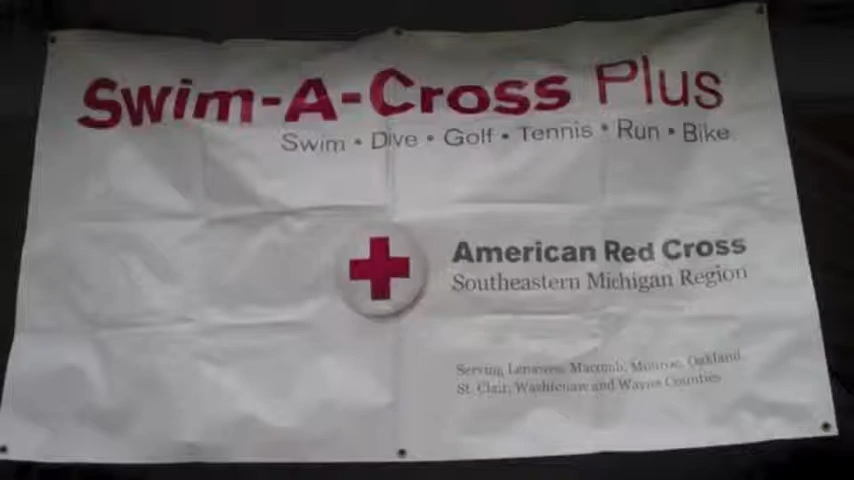 Swim-A-Cross Plus
Swim • Dive • Golf • Tennis • Run • Bike
American Red Cross
Southeastern Michigan Region
Serving Lenawee, Macomb, Monroe, Oakland
St. Clair, Washtenaw and Wayne Counties